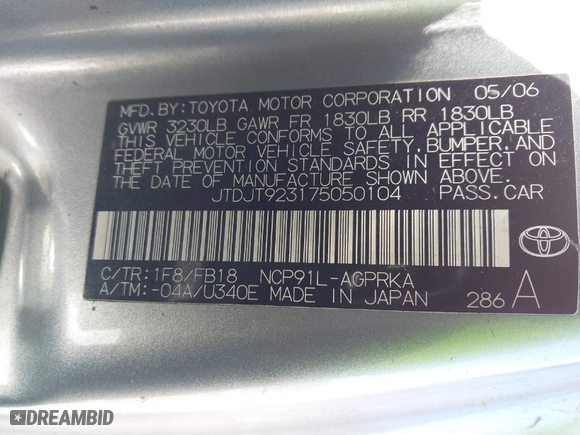 MFD.BY:TOYOTA MOTOR CORPORATION 05/06
GVWR 3230LB GAWR FR 1830LB RR 1830LB
THIS VEHICLE CONFORMS TO ALL APPLICABLE
FEDERAL MOTOR VEHICLE SAFETY,BUMPER,AND
THEFT PREVENTION STANDARDS IN EFFECT ON
THE DATE OF MANUFACTURE SHOWN ABOVE.
JTDJT923175050104 PASS.CAR
C/TR:1F8/FB18 NCP91L-AGPRKA
A/TM:-04A/U340E MADE IN JAPAN 286 A
DREAMBID